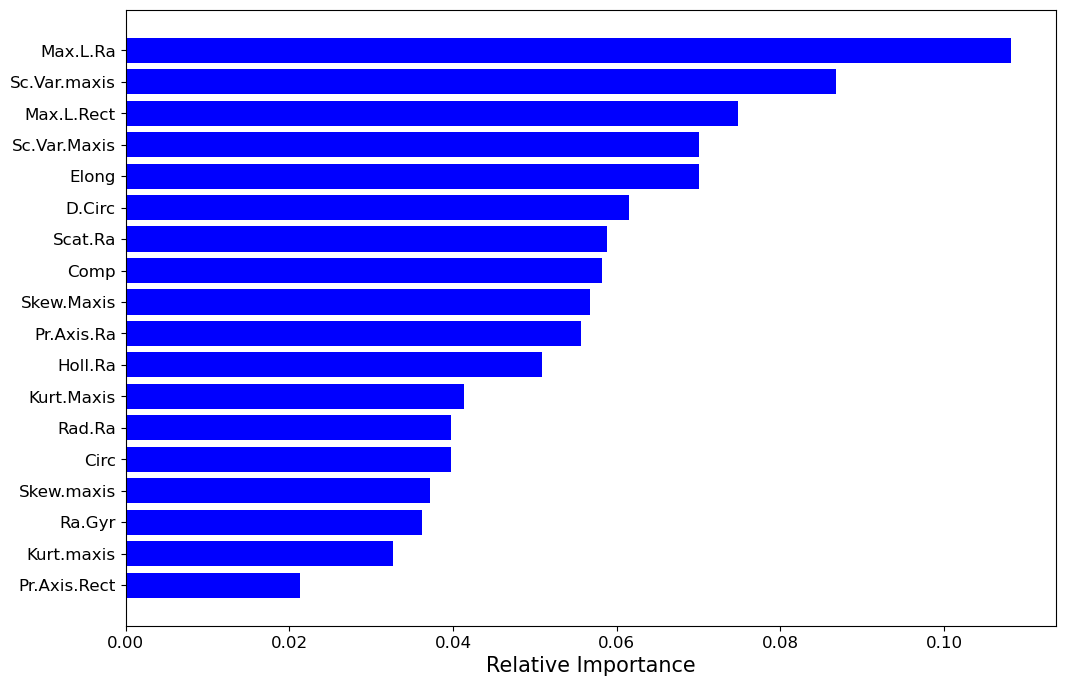 Max.L.Ra
Sc.Var.maxis
Max.L.Rect
Sc.Var.Maxis
Elong
D.Circ
Scat.Ra
Comp
Skew.Maxis
Pr.Axis.Ra
Holl.Ra
Kurt.Maxis
Rad.Ra
Circ
Skew.maxis
Ra.Gyr
Kurt.maxis
Pr.Axis.Rect
0.00 0.02 0.04 0.06 0.08 0.10
Relative Importance